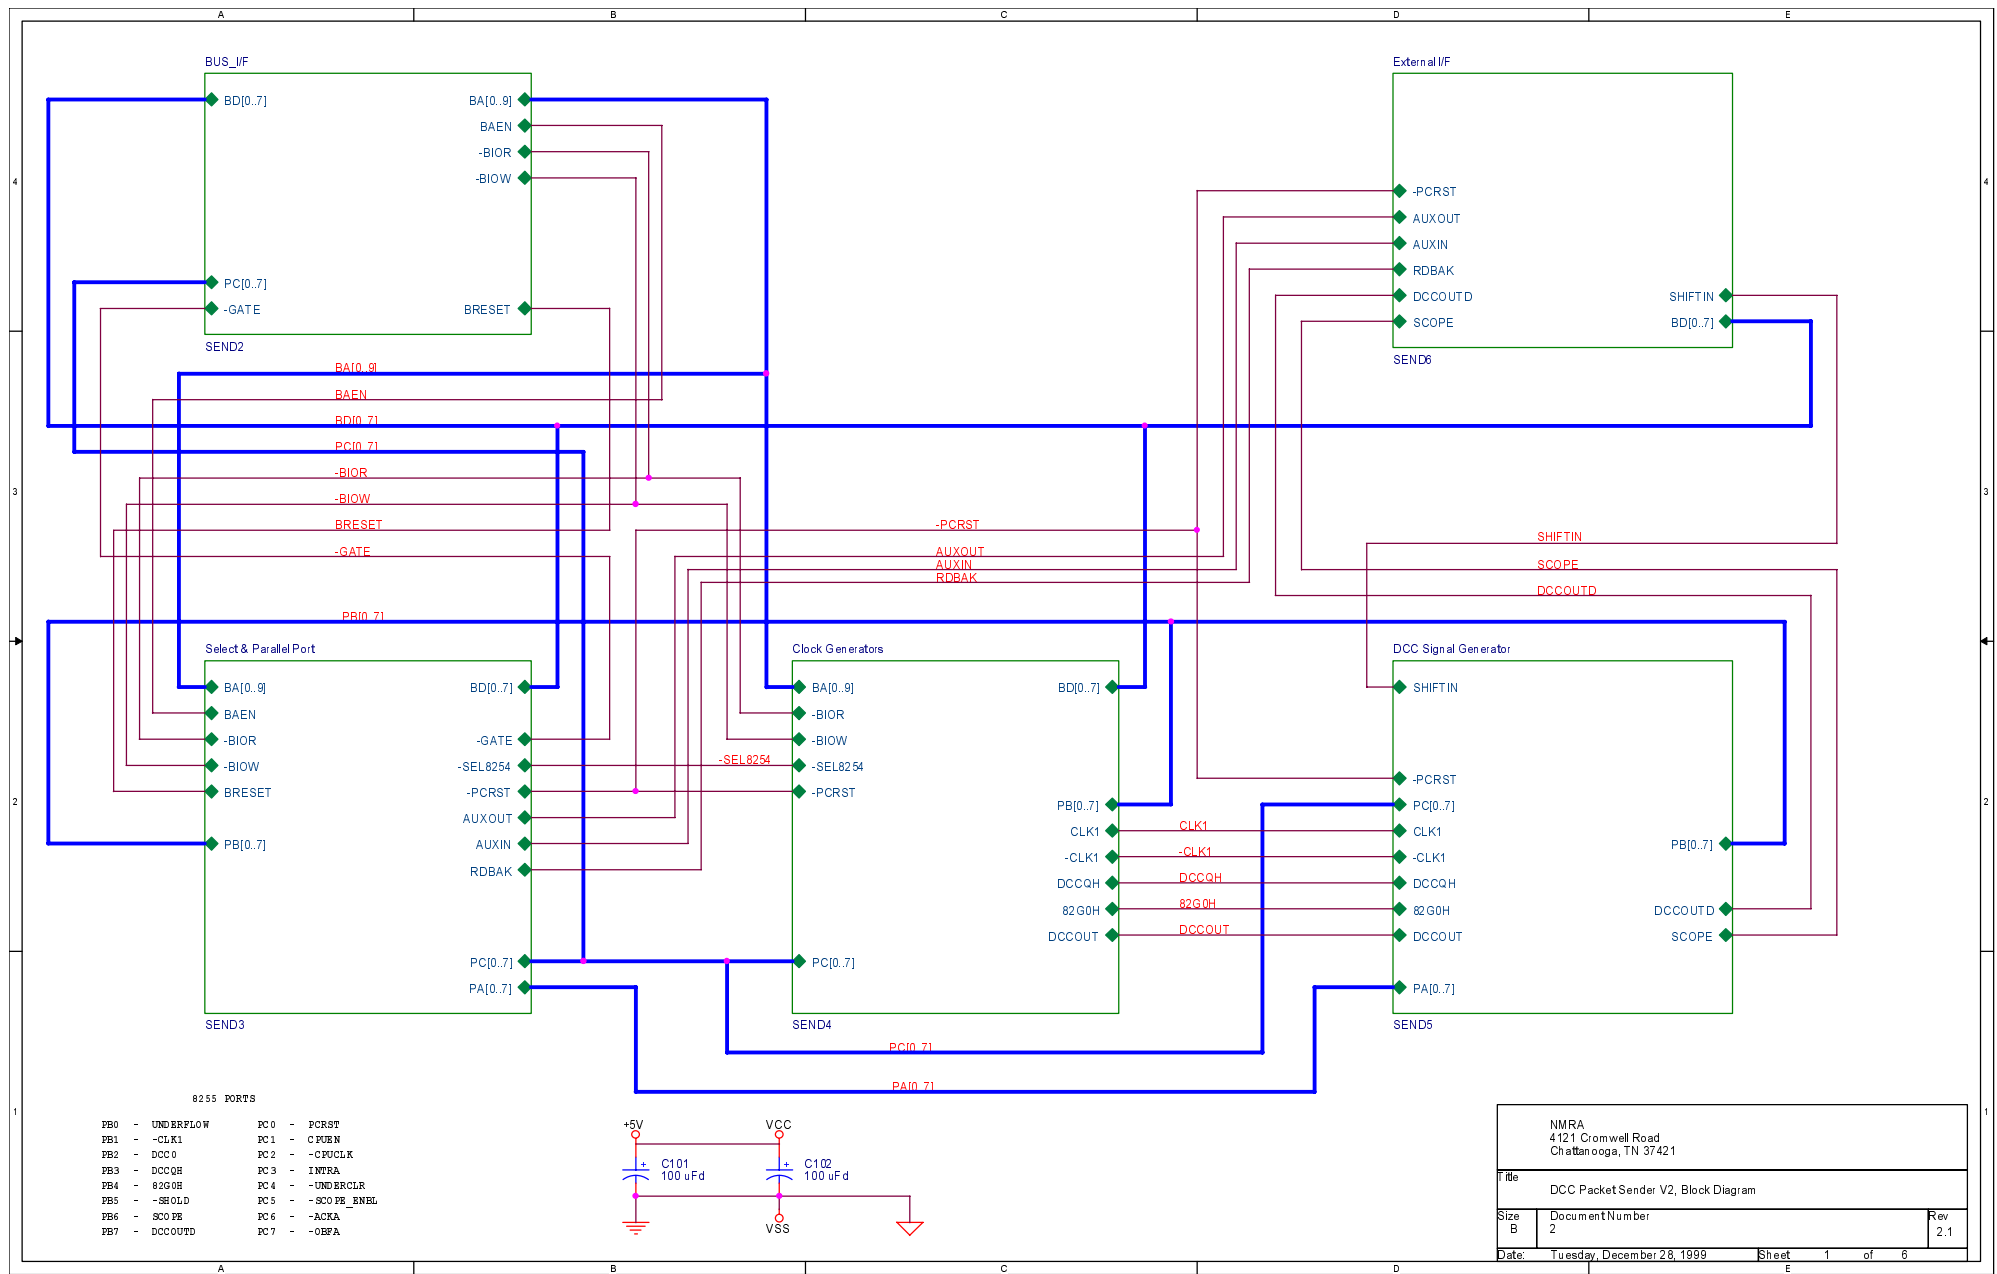 A B C D E
BUS_I/F
External I/F
BD[0..7] BA[0..9]
BAEN
-BIOR
-BIOW
4 4
-PCRST
AUXOUT
AUXIN
RDBAK
PC[0..7]
DCCOUTD SHIFTIN
-GATE BRESET
SCOPE BD[0..7]
SEND2
SEND6
BA[0..9]
BAEN
BD[0..7]
PC[0..7]
-BIOR
3 3
-BIOW
BRESET -PCRST
SHIFTIN
-GATE AUXOUT
AUXIN SCOPE
RDBAK
DCCOUTD
PB[0..7]
Select & Parallel Port Clock Generators DCC Signal Generator
BA[0..9] BD[0..7] BA[0..9] BD[0..7] SHIFTIN
BAEN -BIOR
-BIOR -GATE -BIOW
-BIOW -SEL8254 -SEL8254 -SEL8254
-PCRST
BRESET -PCRST -PCRST
2 2
AUXOUT PB[0..7] PC[0..7]
CLK1 CLK1 CLK1
PB[0..7] AUXIN PB[0..7]
-CLK1 -CLK1 -CLK1
RDBAK
DCCQH DCCQH DCCQH
82G0H 82G0H 82G0H DCCOUTD
DCCOUT DCCOUT DCCOUT SCOPE
PC[0..7] PC[0..7]
PA[0..7] PA[0..7]
SEND3 SEND4 SEND5
PC[0..7]
PA[0..7]
8255 PORTS
1 1
PB0 - UNDERFLOW PC0 - PCRST
PB1 - -CLK1 PC1 - CPUEN
PB2 - DCC0 PC2 - -CPUCLK
PB3 - DCCQH PC3 - INTRA
PB4 - 82G0H PC4 - -UNDERCLR
PB5 - -SHOLD PC5 - -SCOPE_ENBL
PB6 - SCOPE PC6 - -ACKA
PB7 - DCCOUTD PC7 - -OBFA
+5V VCC
+ C101 + C102
100 uFd 100 uFd
VSS
NMRA
4121 Cromwell Road
Chattanooga, TN 37421
Title
DCC Packet Sender V2, Block Diagram
Size Document Number Rev
B 2 2.1
Date: Tuesday, December 28, 1999 Sheet 1 of 6
A B C D E